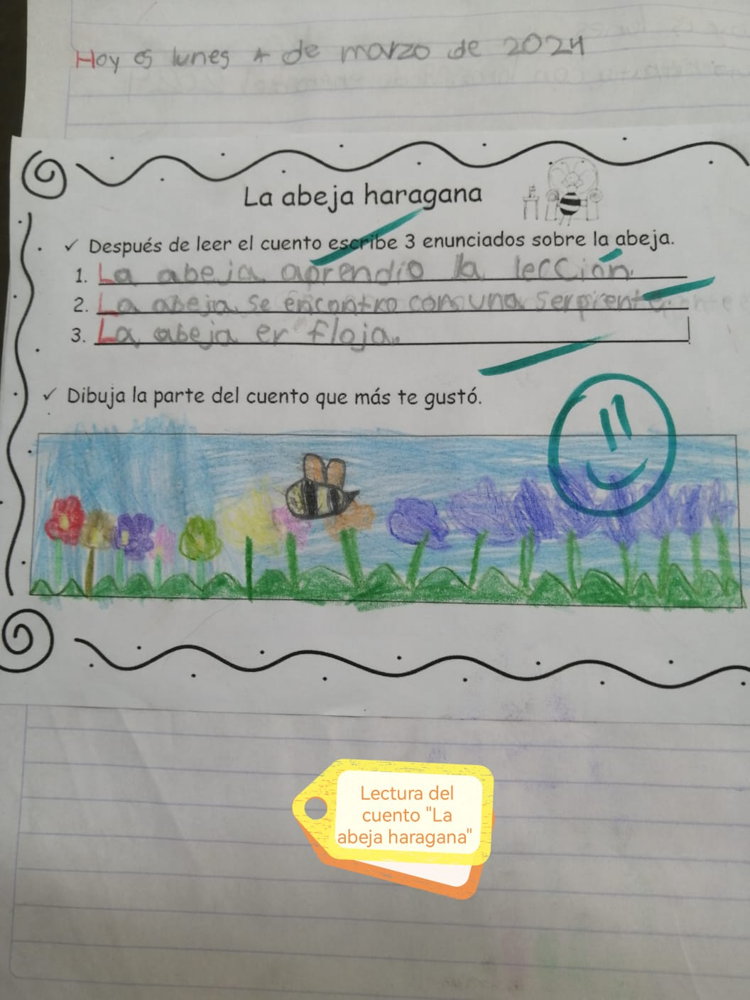 Hoy es lunes 4 de marzo de 2024
La abeja haragana
✓ Después de leer el cuento escribe 3 enunciados sobre la abeja.
1. La abeja aprendio la lección.
2. La abeja se encontro con una serpiente.
3. La abeja er floja.
✓ Dibuja la parte del cuento que más te gustó.
Lectura del
cuento "La
abeja haragana"